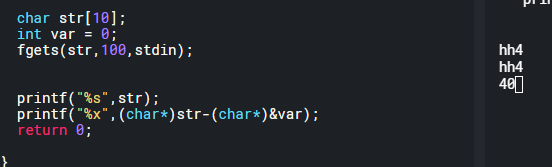 char str[10];
int var = 0;
fgets(str,100,stdin);
printf("%s",str);
printf("%x",(char*)str-(char*)&var);
return 0;
}
hh4
hh4
40